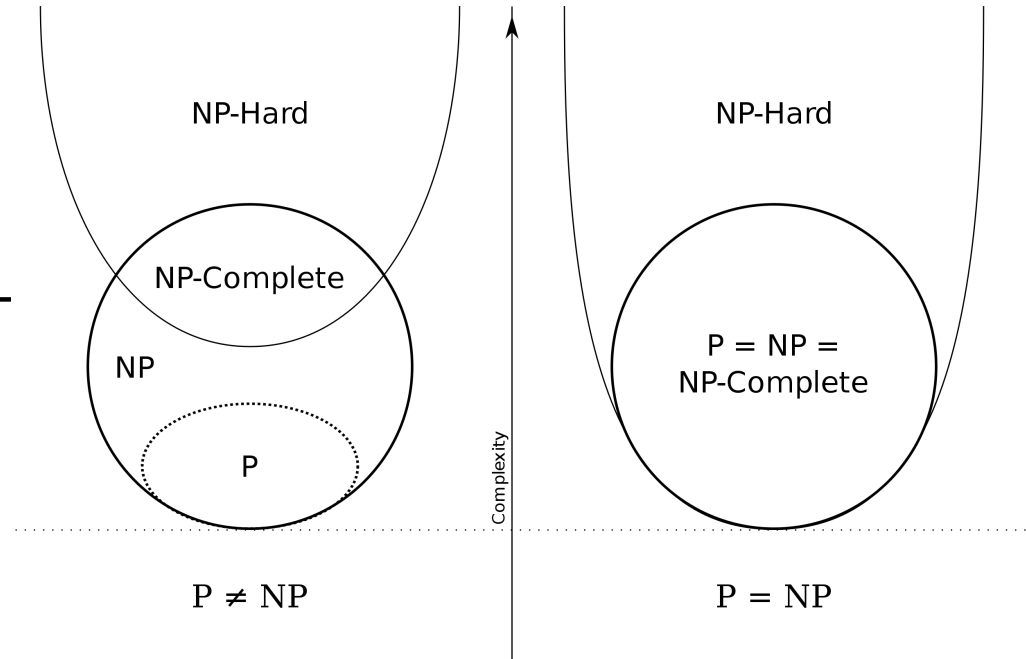 NP-Hard
NP-Complete
NP
P
P ≠ NP
Complexity
NP-Hard
P = NP =
NP-Complete
P = NP